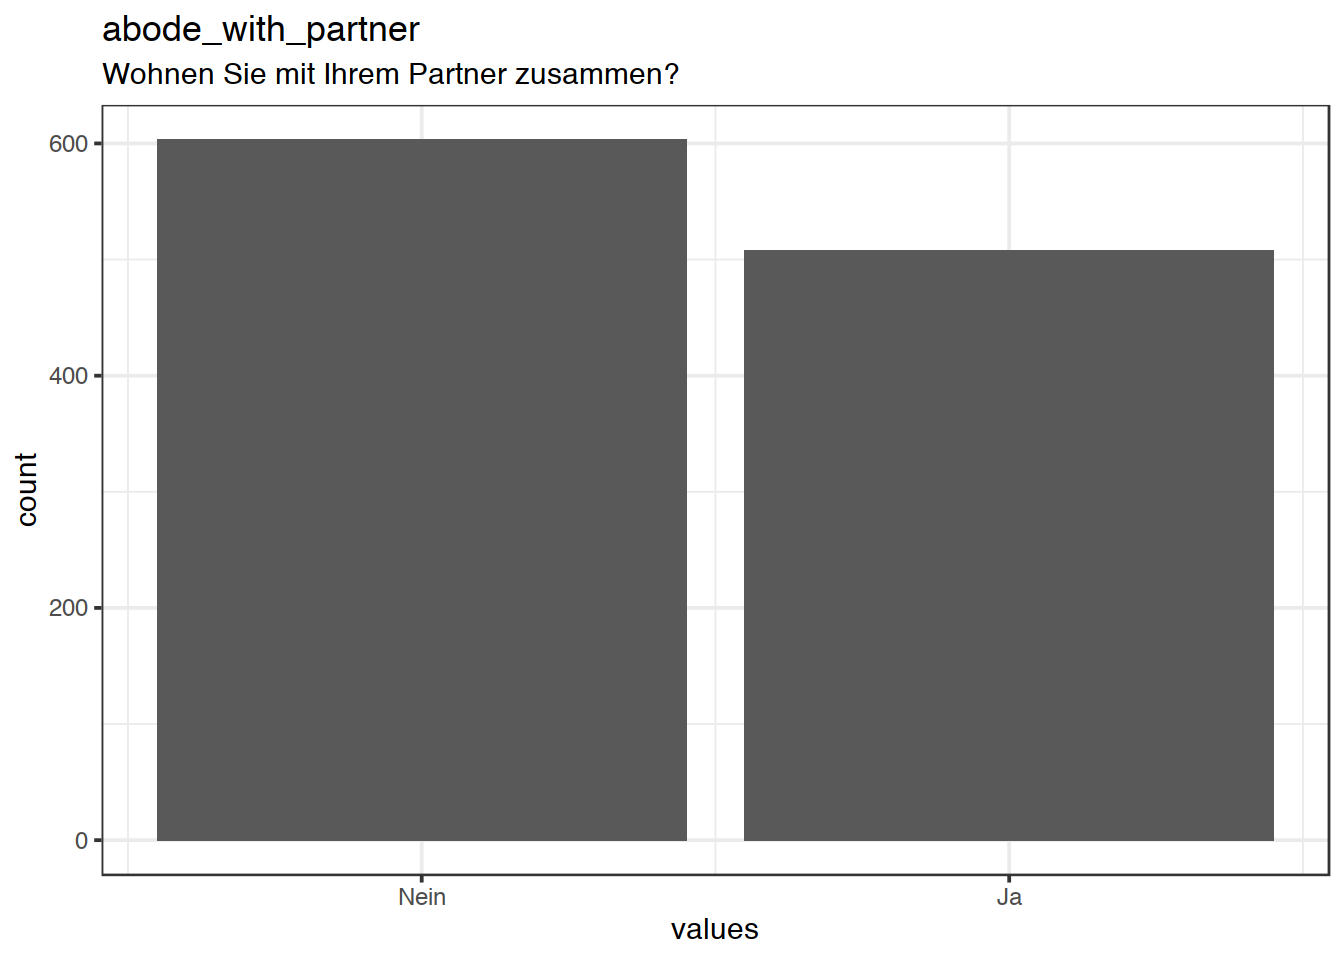 abode_with_partner
Wohnen Sie mit Ihrem Partner zusammen?
600
400
200
0
count
Nein
Ja
values